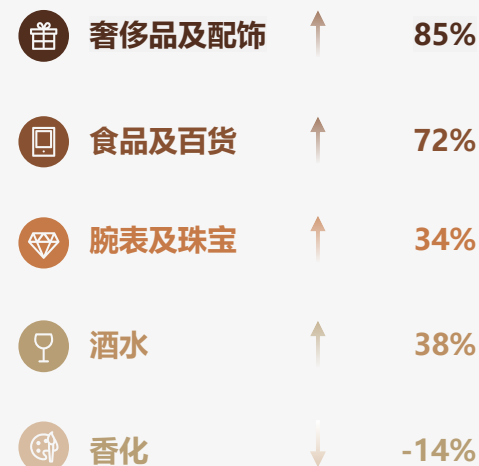 奢侈品及配饰 85%
食品及百货 72%
腕表及珠宝 34%
酒水 38%
香化 -14%